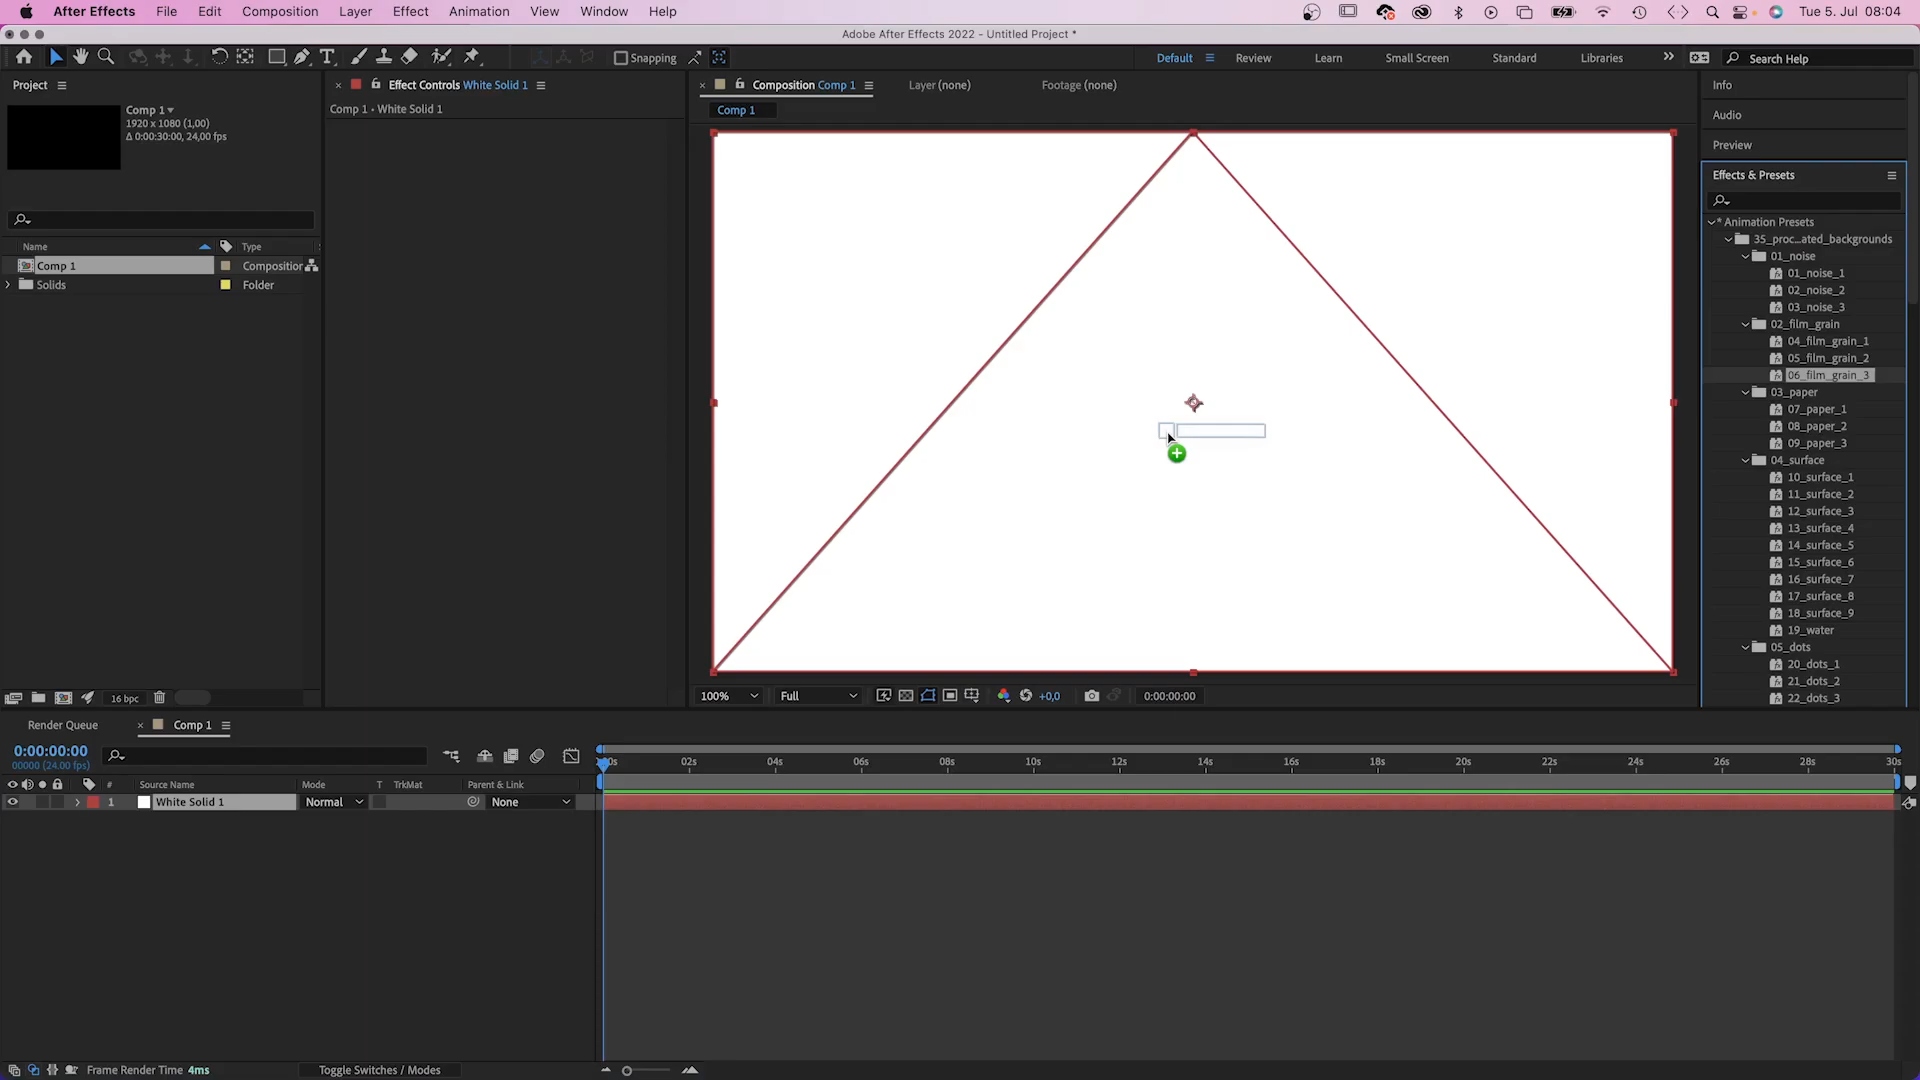 After Effects File Edit Composition Layer Effect Animation View Window Help Tue 5. Jul 08:04
Adobe After Effects 2022 - Untitled Project *
Snapping Default Review Learn Small Screen Standard Libraries Search Help
Project
Comp 1
1920 x 1080 (1,00)
Δ 0:00:30:00, 24,00 fps
Name Type
Comp 1 Composition
Solids Folder
16 bpc
Effect Controls White Solid 1
Comp 1 • White Solid 1
Composition Comp 1 Layer (none) Footage (none)
Comp 1
100% Full +0,0 0:00:00:00
Info
Audio
Preview
Effects & Presets
* Animation Presets
35_proc...ated_backgrounds
01_noise
01_noise_1
02_noise_2
03_noise_3
02_film_grain
04_film_grain_1
05_film_grain_2
06_film_grain_3
03_paper
07_paper_1
08_paper_2
09_paper_3
04_surface
10_surface_1
11_surface_2
12_surface_3
13_surface_4
14_surface_5
15_surface_6
16_surface_7
17_surface_8
18_surface_9
19_water
05_dots
20_dots_1
21_dots_2
22_dots_3
Render Queue Comp 1
0:00:00:00
00000 (24.00 fps)
# Source Name Mode T TrkMat Parent & Link
1 White Solid 1 Normal None
00s 02s 04s 06s 08s 10s 12s 14s 16s 18s 20s 22s 24s 26s 28s 30s
Frame Render Time 4ms Toggle Switches / Modes